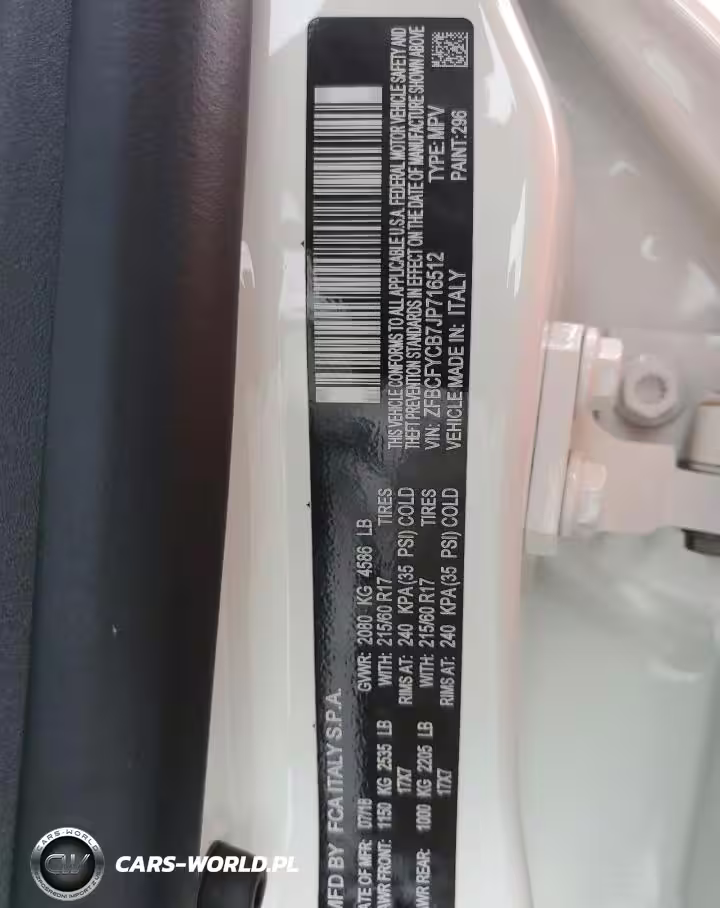 MFD BY FCA ITALY S.P.A.
ATE OF MFR: 07/18 GVWR: 2080 KG 4586 LB
AWR FRONT: 1150 KG 2535 LB WITH: 215/60 R17 TIRES
17X7 RIMS AT: 240 KPA (35 PSI) COLD
AWR REAR: 1000 KG 2205 LB WITH: 215/60 R17 TIRES
17X7 RIMS AT: 240 KPA (35 PSI) COLD
THIS VEHICLE CONFORMS TO ALL APPLICABLE U.S.A. FEDERAL MOTOR VEHICLE SAFETY AND
THEFT PREVENTION STANDARDS IN EFFECT ON THE DATE OF MANUFACTURE SHOWN ABOVE
VIN: ZFBCFYCB7JP716512 TYPE: MPV
VEHICLE MADE IN: ITALY PAINT: 296
CW
CARS-WORLD.PL